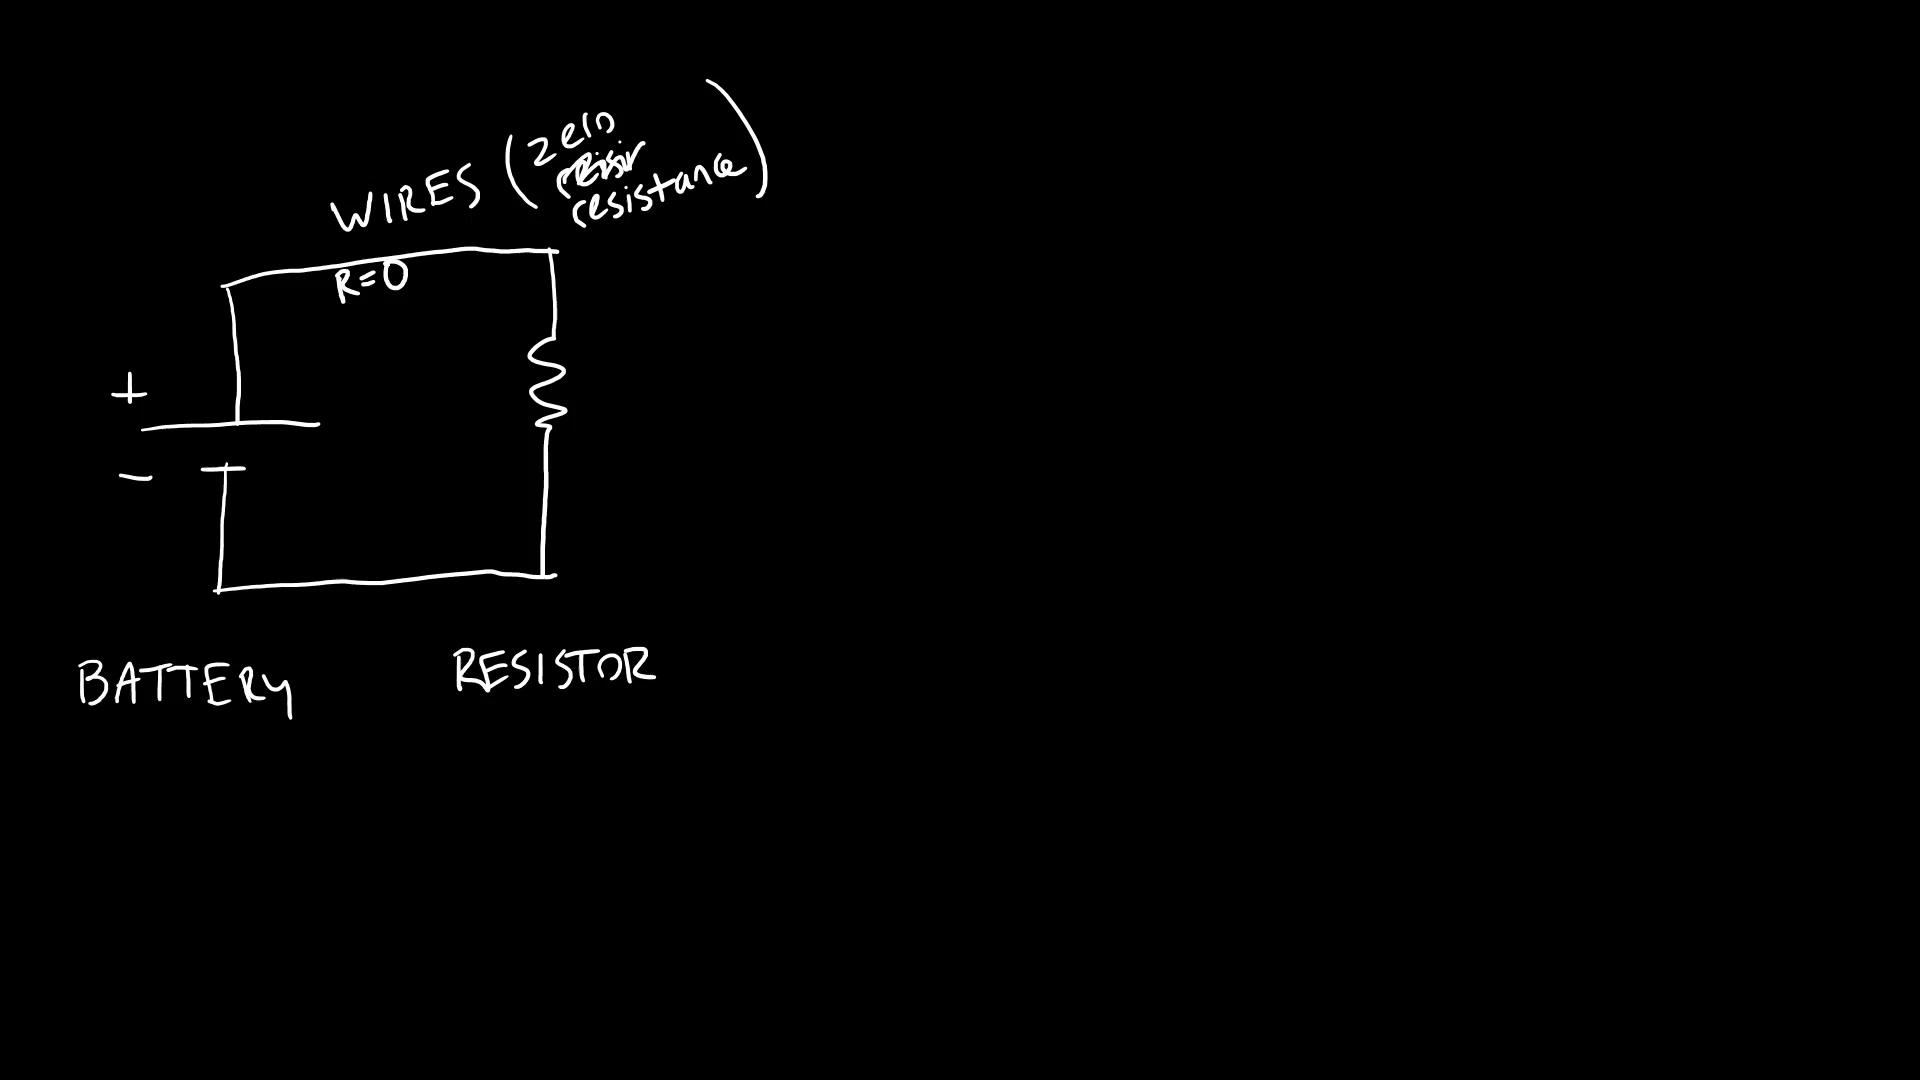 WIRES (zero
resistance)
R=0
+
-
BATTERY
RESISTOR